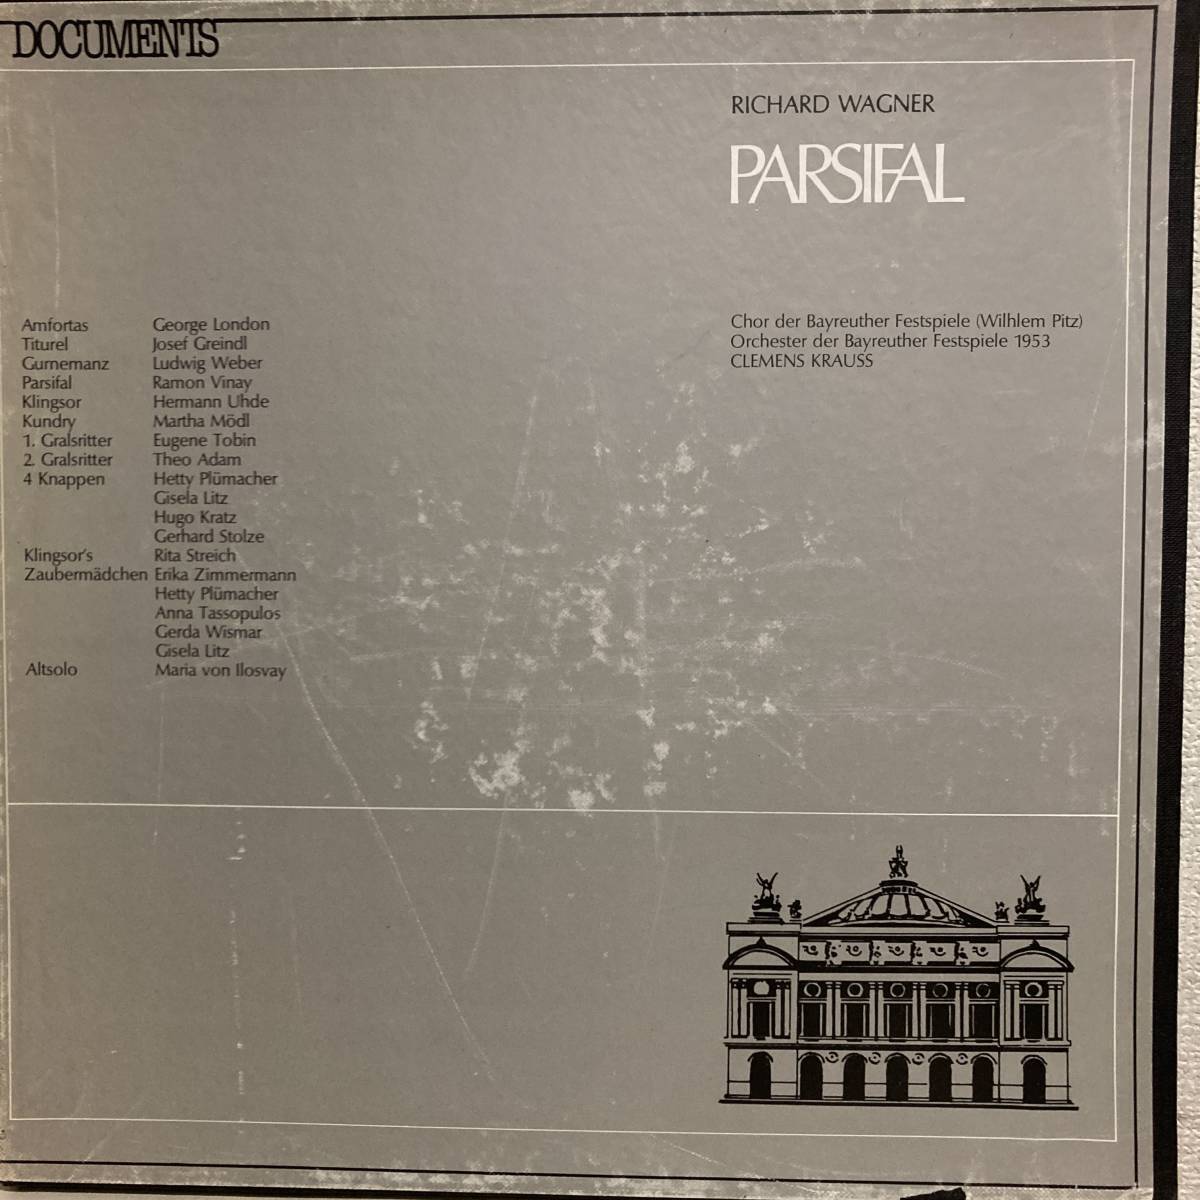 DOCUMENTS
RICHARD WAGNER
PARSIFAL
Chor der Bayreuther Festspiele (Wilhlem Pitz)
Orchester der Bayreuther Festspiele 1953
CLEMENS KRAUSS
Amfortas George London
Titurel Josef Greindl
Gurnemanz Ludwig Weber
Parsifal Ramon Vinay
Klingsor Hermann Uhde
Kundry Martha Mödl
1. Gralsritter Eugene Tobin
2. Gralsritter Theo Adam
4 Knappen Hetty Plümacher
Gisela Litz
Hugo Kratz
Gerhard Stolze
Klingsor's Rita Streich
Zaubermädchen Erika Zimmermann
Hetty Plümacher
Anna Tassopulos
Gerda Wismar
Gisela Litz
Altsolo Maria von Ilosvay